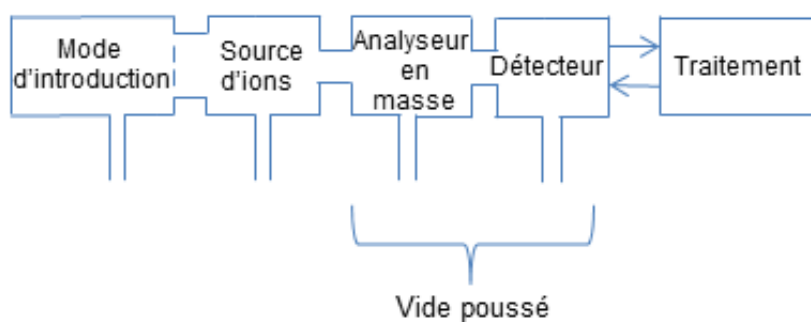 Mode
d'introduction
Source
d'ions
Analyseur
en
masse
Détecteur
Traitement
Vide poussé